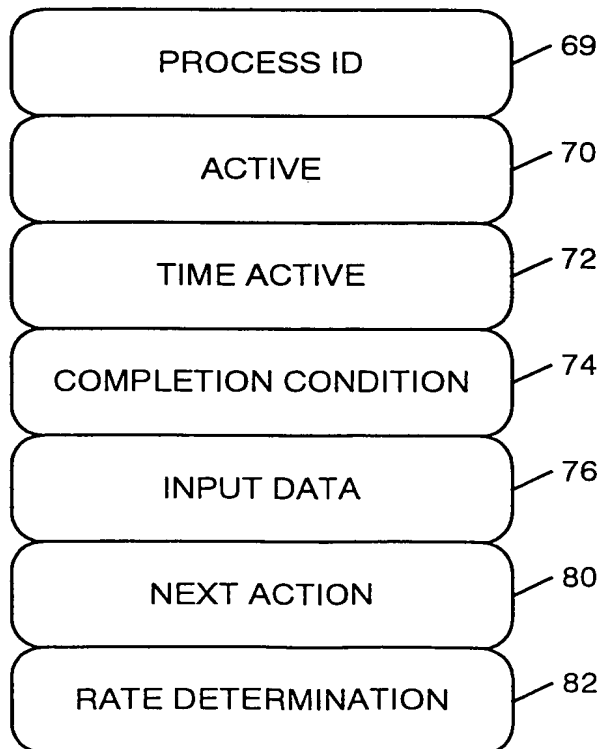 PROCESS ID 69
ACTIVE 70
TIME ACTIVE 72
COMPLETION CONDITION 74
INPUT DATA 76
NEXT ACTION 80
RATE DETERMINATION 82